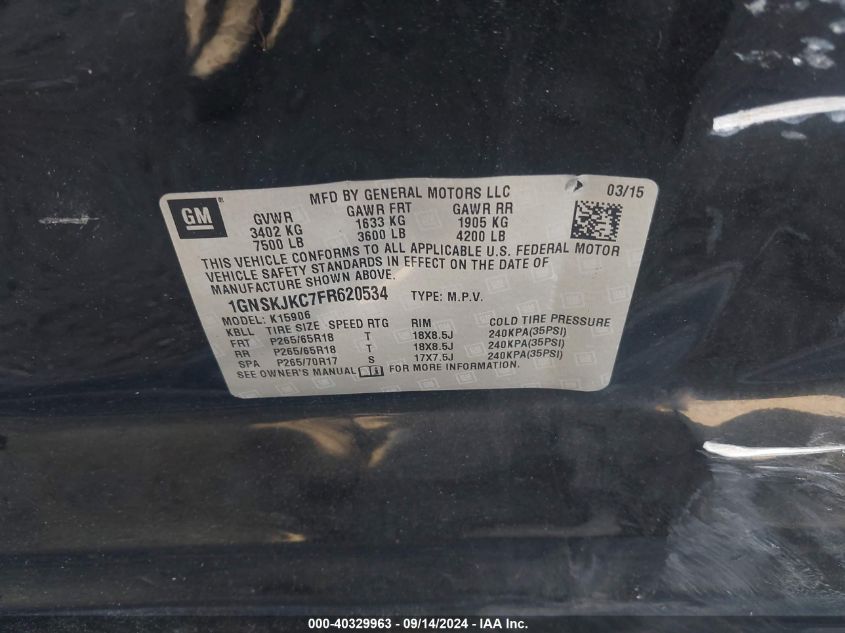 GM
MFD BY GENERAL MOTORS LLC 03/15
GVWR GAWR FRT GAWR RR
3402 KG 1633 KG 1905 KG
7500 LB 3600 LB 4200 LB
THIS VEHICLE CONFORMS TO ALL APPLICABLE U.S. FEDERAL MOTOR
VEHICLE SAFETY STANDARDS IN EFFECT ON THE DATE OF
MANUFACTURE SHOWN ABOVE.
1GNSKJKC7FR620534 TYPE: M.P.V.
MODEL: K15906
KBLL TIRE SIZE SPEED RTG RIM COLD TIRE PRESSURE
FRT P265/65R18 T 18X8.5J 240KPA(35PSI)
RR P265/65R18 T 18X8.5J 240KPA(35PSI)
SPA P265/70R17 S 17X7.5J 240KPA(35PSI)
SEE OWNER'S MANUAL FOR MORE INFORMATION.
000-40329963 - 09/14/2024 - IAA Inc.